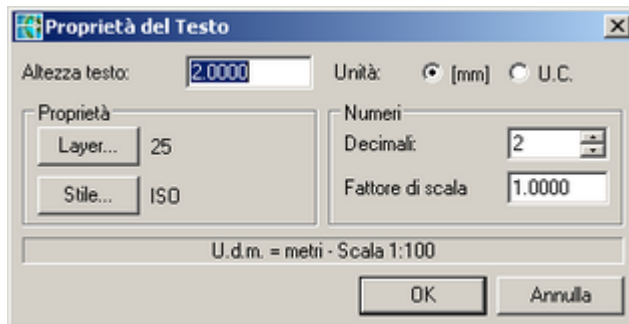 Proprietà del Testo
Altezza testo: 2.0000 Unità: [mm] U.C.
Proprietà
Layer... 25
Stile... ISO
Numeri
Decimali: 2
Fattore di scala 1.0000
U.d.m. = metri - Scala 1:100
OK Annulla